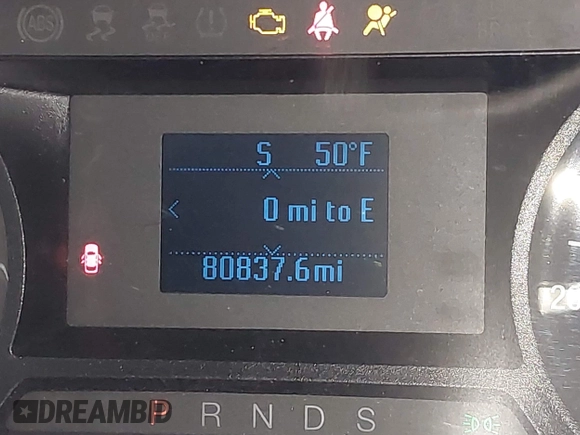 ABS
S 50°F
< 0 mi to E
80837.6mi
P R N D S
DREAMBID